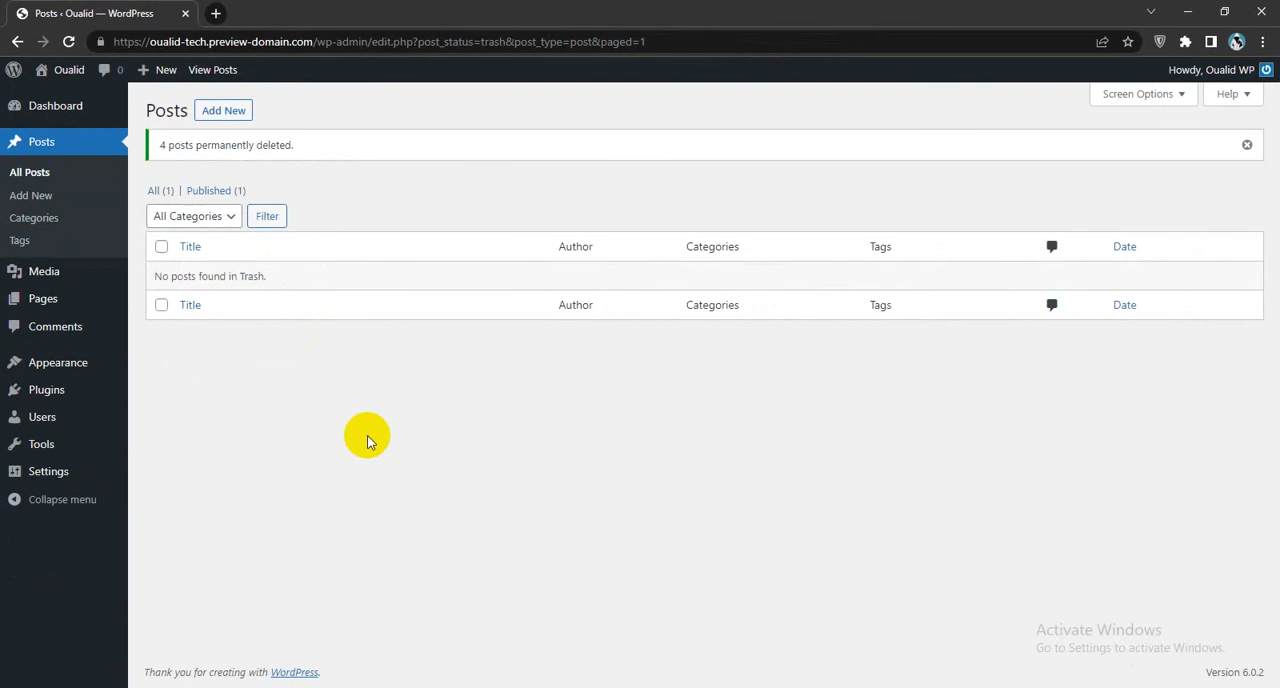 Posts ‹ Oualid — WordPress
https://oualid-tech.preview-domain.com/wp-admin/edit.php?post_status=trash&post_type=post&paged=1
Oualid 0 New View Posts Howdy, Oualid WP
Screen Options Help
Dashboard
Posts
All Posts
Add New
Categories
Tags
Media
Pages
Comments
Appearance
Plugins
Users
Tools
Settings
Collapse menu
Posts Add New
4 posts permanently deleted.
All (1) | Published (1)
All Categories Filter
Title Author Categories Tags Date
No posts found in Trash.
Title Author Categories Tags Date
Activate Windows
Go to Settings to activate Windows.
Thank you for creating with WordPress. Version 6.0.2